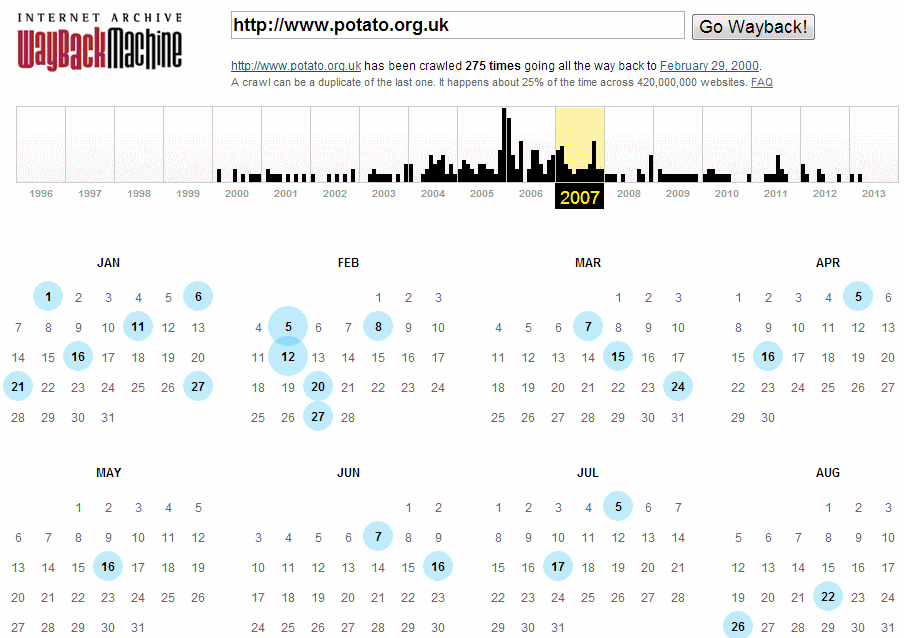 INTERNET ARCHIVE
WayBackMachine
http://www.potato.org.uk Go Wayback!
http://www.potato.org.uk has been crawled 275 times going all the way back to February 29, 2000.
A crawl can be a duplicate of the last one. It happens about 25% of the time across 420,000,000 websites. FAQ
1996 1997 1998 1999 2000 2001 2002 2003 2004 2005 2006 2007 2008 2009 2010 2011 2012 2013
JAN FEB MAR APR
1 2 3 4 5 6 1 2 3 1 2 3 1 2 3 4 5 6
7 8 9 10 11 12 13 4 5 6 7 8 9 10 4 5 6 7 8 9 10 8 9 10 11 12 13
14 15 16 17 18 19 20 11 12 13 14 15 16 17 11 12 13 14 15 16 17 15 16 17 18 19 20
21 22 23 24 25 26 27 18 19 20 21 22 23 24 18 19 20 21 22 23 24 22 23 24 25 26 27
28 29 30 31 25 26 27 28 25 26 27 28 29 30 31 29 30
MAY JUN JUL AUG
1 2 3 4 5 1 2 1 2 3 4 5 6 7 1 2 3
6 7 8 9 10 11 12 3 4 5 6 7 8 9 8 9 10 11 12 13 14 5 6 7 8 9 10
13 14 15 16 17 18 19 10 11 12 13 14 15 16 15 16 17 18 19 20 21 12 13 14 15 16 17
20 21 22 23 24 25 26 17 18 19 20 21 22 23 22 23 24 25 26 27 28 19 20 21 22 23 24
27 28 29 30 31 24 25 26 27 28 29 30 29 30 31 26 27 28 29 30 31